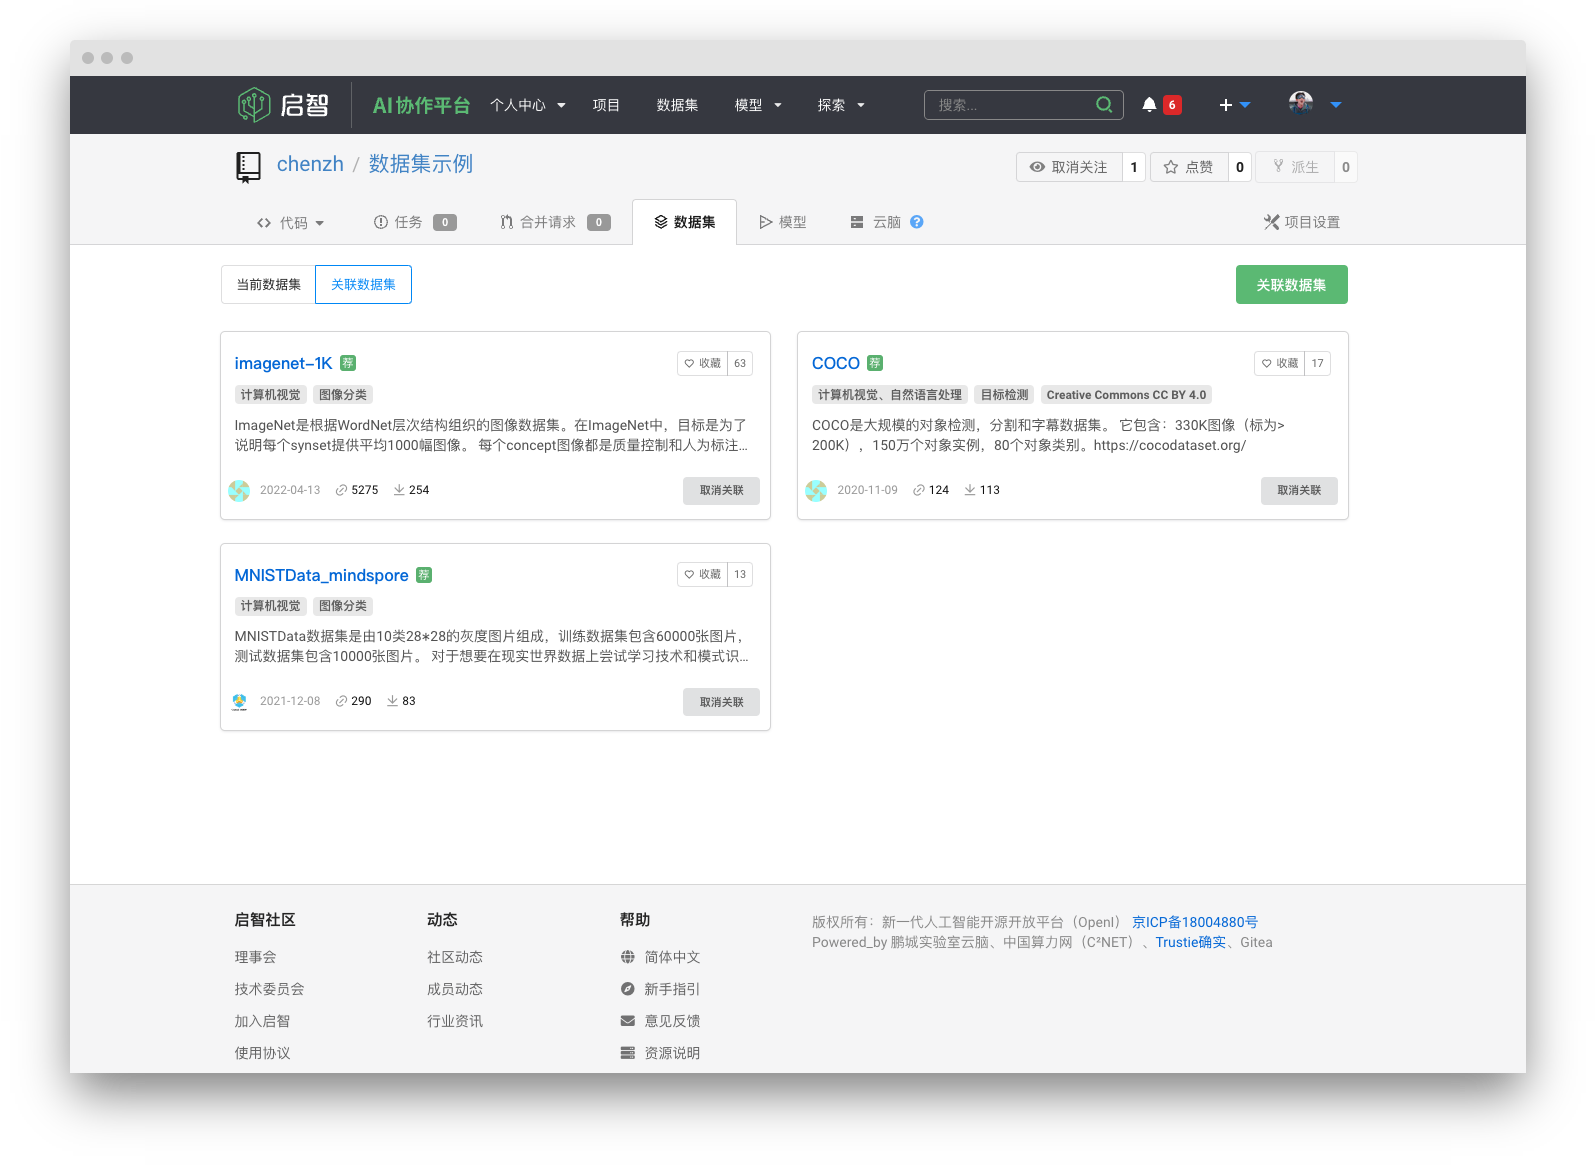 启智 AI协作平台 个人中心 项目 数据集 模型 探索 搜索... 6
chenzh / 数据集示例 取消关注 1 点赞 0 派生 0
代码 任务 0 合并请求 0 数据集 模型 云脑 ? 项目设置
当前数据集 关联数据集 关联数据集
imagenet-1K 荐 收藏 63
计算机视觉 图像分类
ImageNet是根据WordNet层次结构组织的图像数据集。在ImageNet中，目标是为了
说明每个synset提供平均1000幅图像。 每个concept图像都是质量控制和人为标注...
2022-04-13 5275 254 取消关联
COCO 荐 收藏 17
计算机视觉、自然语言处理 目标检测 Creative Commons CC BY 4.0
COCO是大规模的对象检测，分割和字幕数据集。 它包含：330K图像（标为>
200K），150万个对象实例，80个对象类别。https://cocodataset.org/
2020-11-09 124 113 取消关联
MNISTData_mindspore 荐 收藏 13
计算机视觉 图像分类
MNISTData数据集是由10类28*28的灰度图片组成，训练数据集包含60000张图片，
测试数据集包含10000张图片。 对于想要在现实世界数据上尝试学习技术和模式识...
2021-12-08 290 83 取消关联
启智社区
理事会
技术委员会
加入启智
使用协议
动态
社区动态
成员动态
行业资讯
帮助
简体中文
新手指引
意见反馈
资源说明
版权所有：新一代人工智能开源开放平台（OpenI） 京ICP备18004880号
Powered_by 鹏城实验室云脑、中国算力网（C²NET）、Trustie确实、Gitea